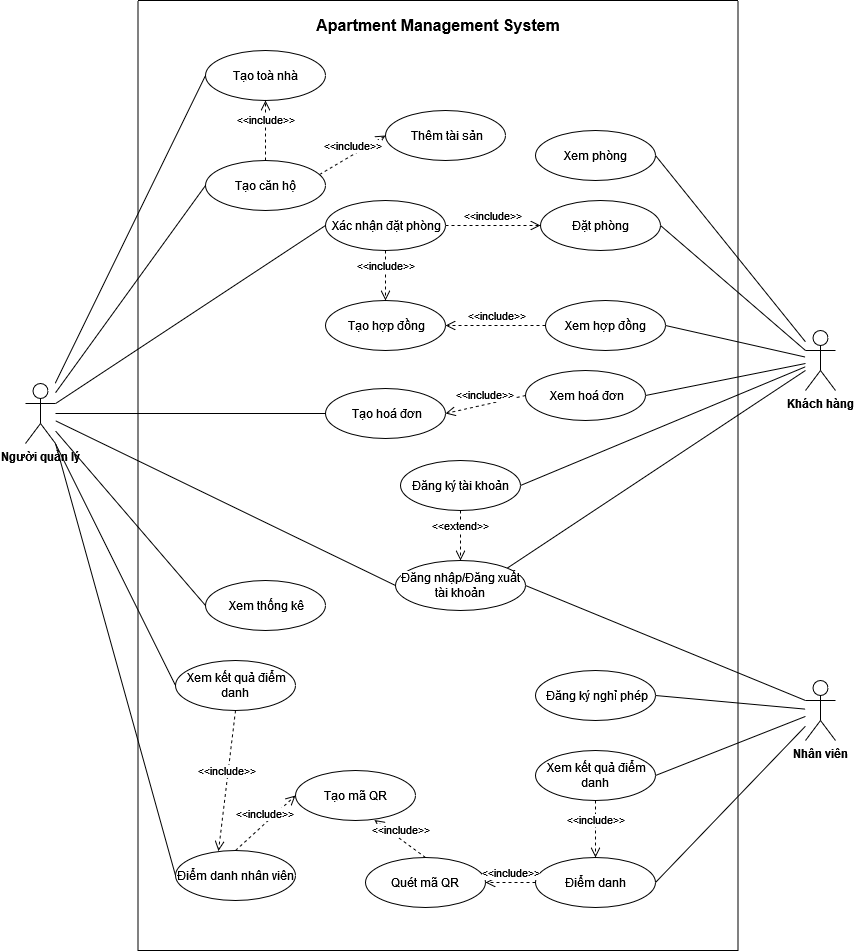 Apartment Management System
Tạo toà nhà
<<include>>
Thêm tài sản
<<include>>
Xem phòng
Tạo căn hộ
Xác nhận đặt phòng
<<include>>
Đặt phòng
<<include>>
Tạo hợp đồng
<<include>>
Xem hợp đồng
Khách hàng
Tạo hoá đơn
<<include>>
Xem hoá đơn
Người quản lý
Đăng ký tài khoản
<<extend>>
Đăng nhập/Đăng xuất
tài khoản
Xem thống kê
Xem kết quả điểm
danh
Đăng ký nghỉ phép
Nhân viên
<<include>>
Xem kết quả điểm
danh
Tạo mã QR
<<include>>
<<include>>
<<include>>
Điểm danh nhân viên
Quét mã QR
<<include>>
Điểm danh